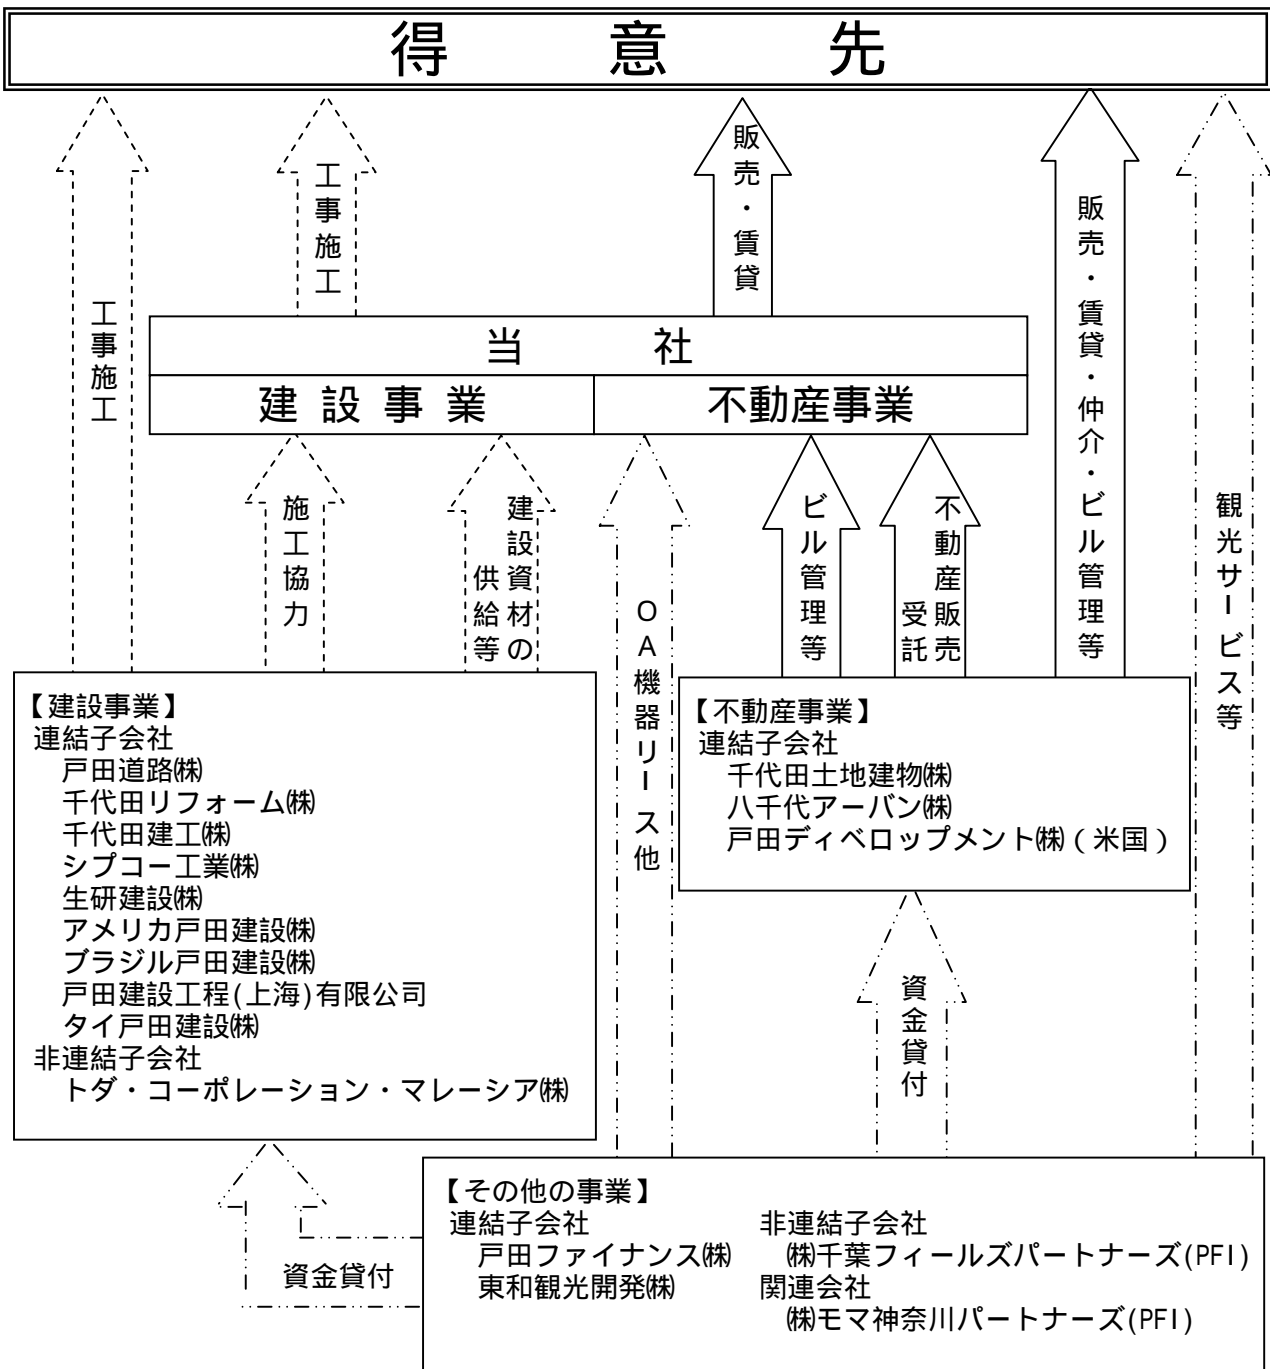 得意先
工事施工
工事施工
販売・賃貸
販売・賃貸・仲介・ビル管理等
観光サービス等
当社
建設事業
不動産事業
施工協力
建設資材の
供給等
OA機器リース他
ビル管理等
不動産販売
受託
【建設事業】
連結子会社
戸田道路㈱
千代田リフォーム㈱
千代田建工㈱
シプコー工業㈱
生研建設㈱
アメリカ戸田建設㈱
ブラジル戸田建設㈱
戸田建設工程(上海)有限公司
タイ戸田建設㈱
非連結子会社
トダ・コーポレーション・マレーシア㈱
【不動産事業】
連結子会社
千代田土地建物㈱
八千代アーバン㈱
戸田ディベロップメント㈱(米国)
資金貸付
資金貸付
【その他の事業】
連結子会社
戸田ファイナンス㈱
東和観光開発㈱
非連結子会社
㈱千葉フィールズパートナーズ(PFI)
関連会社
㈱モマ神奈川パートナーズ(PFI)